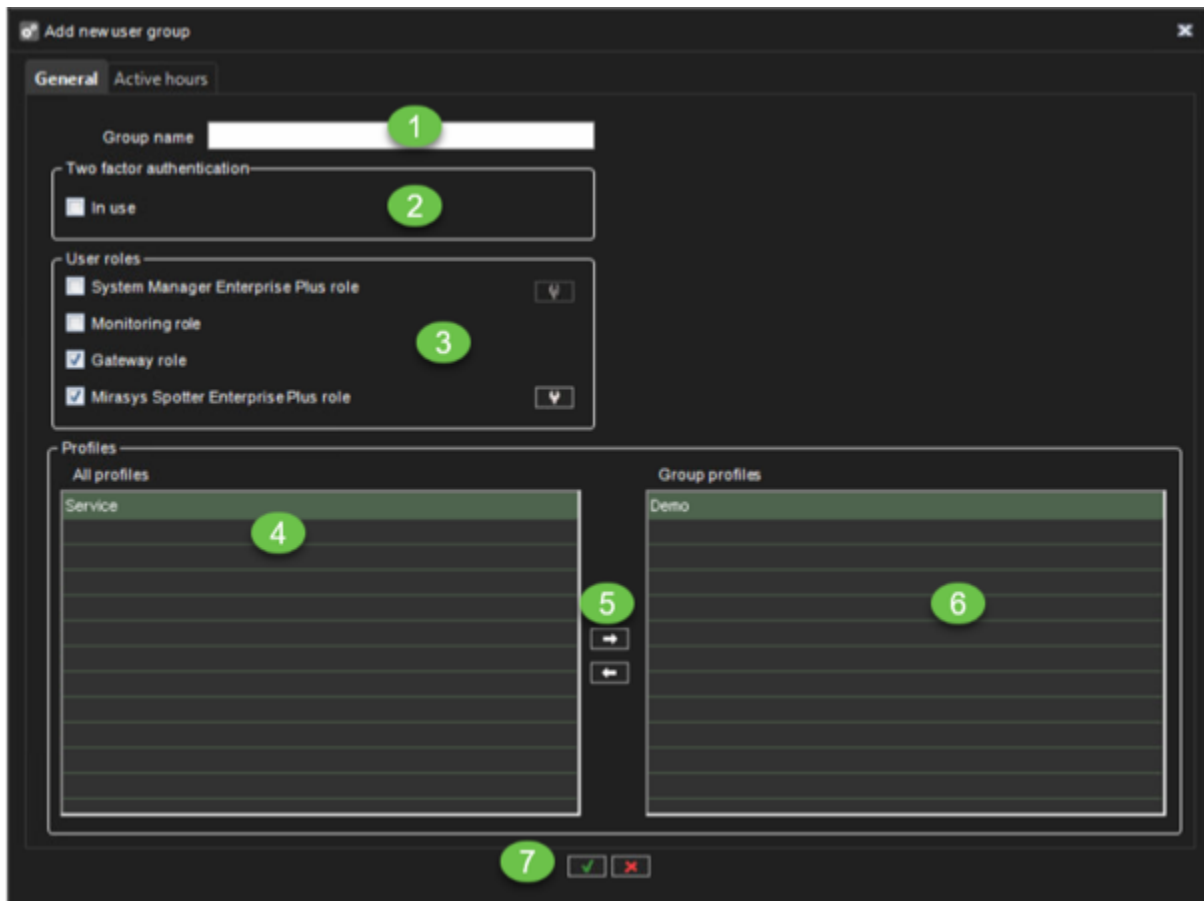 Add new user group
General Active hours
Group name 1
Two factor authentication
In use 2
User roles
System Manager Enterprise Plus role
Monitoring role
3
Gateway role
Mirasys Spotter Enterprise Plus role
Profiles
All profiles Group profiles
Service Demo
4
5 6
7